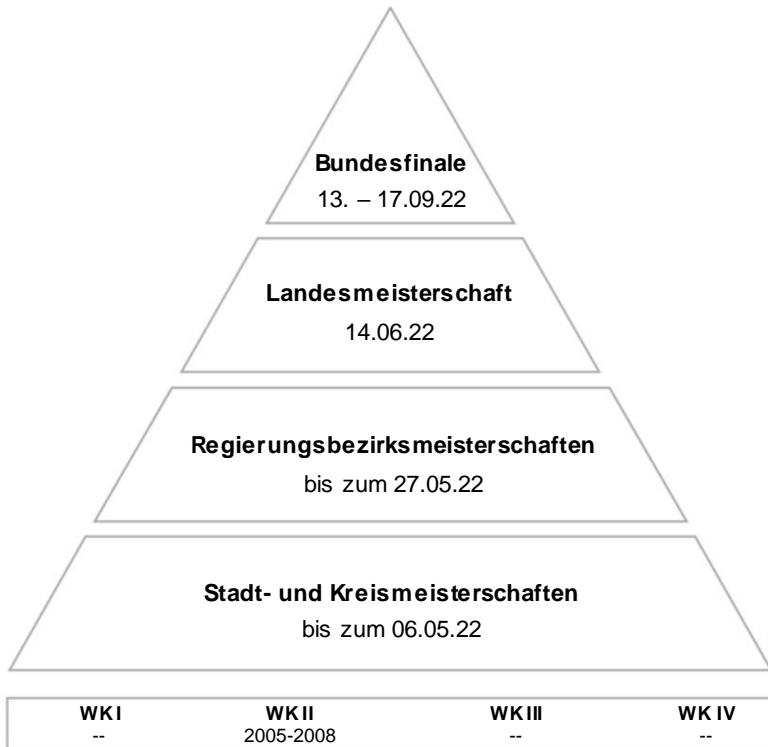 Bundesfinale
13. – 17.09.22
Landesmeisterschaft
14.06.22
Regierungsbezirksmeisterschaften
bis zum 27.05.22
Stadt- und Kreismeisterschaften
bis zum 06.05.22
WK I WK II WK III WK IV
-- 2005-2008 -- --